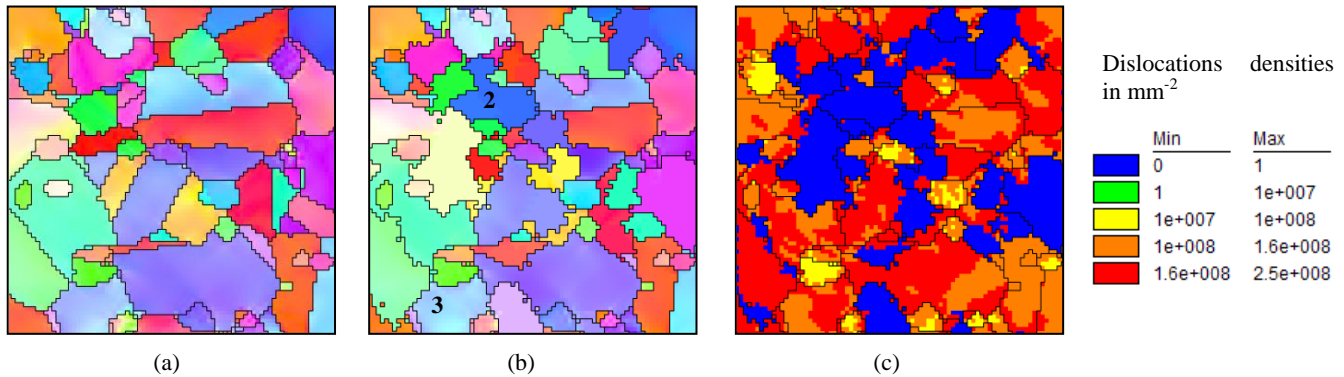 2
3
Dislocations densities
in mm-2
Min Max
0 1
1 1e+007
1e+007 1e+008
1e+008 1.6e+008
1.6e+008 2.5e+008
(a) (b) (c)